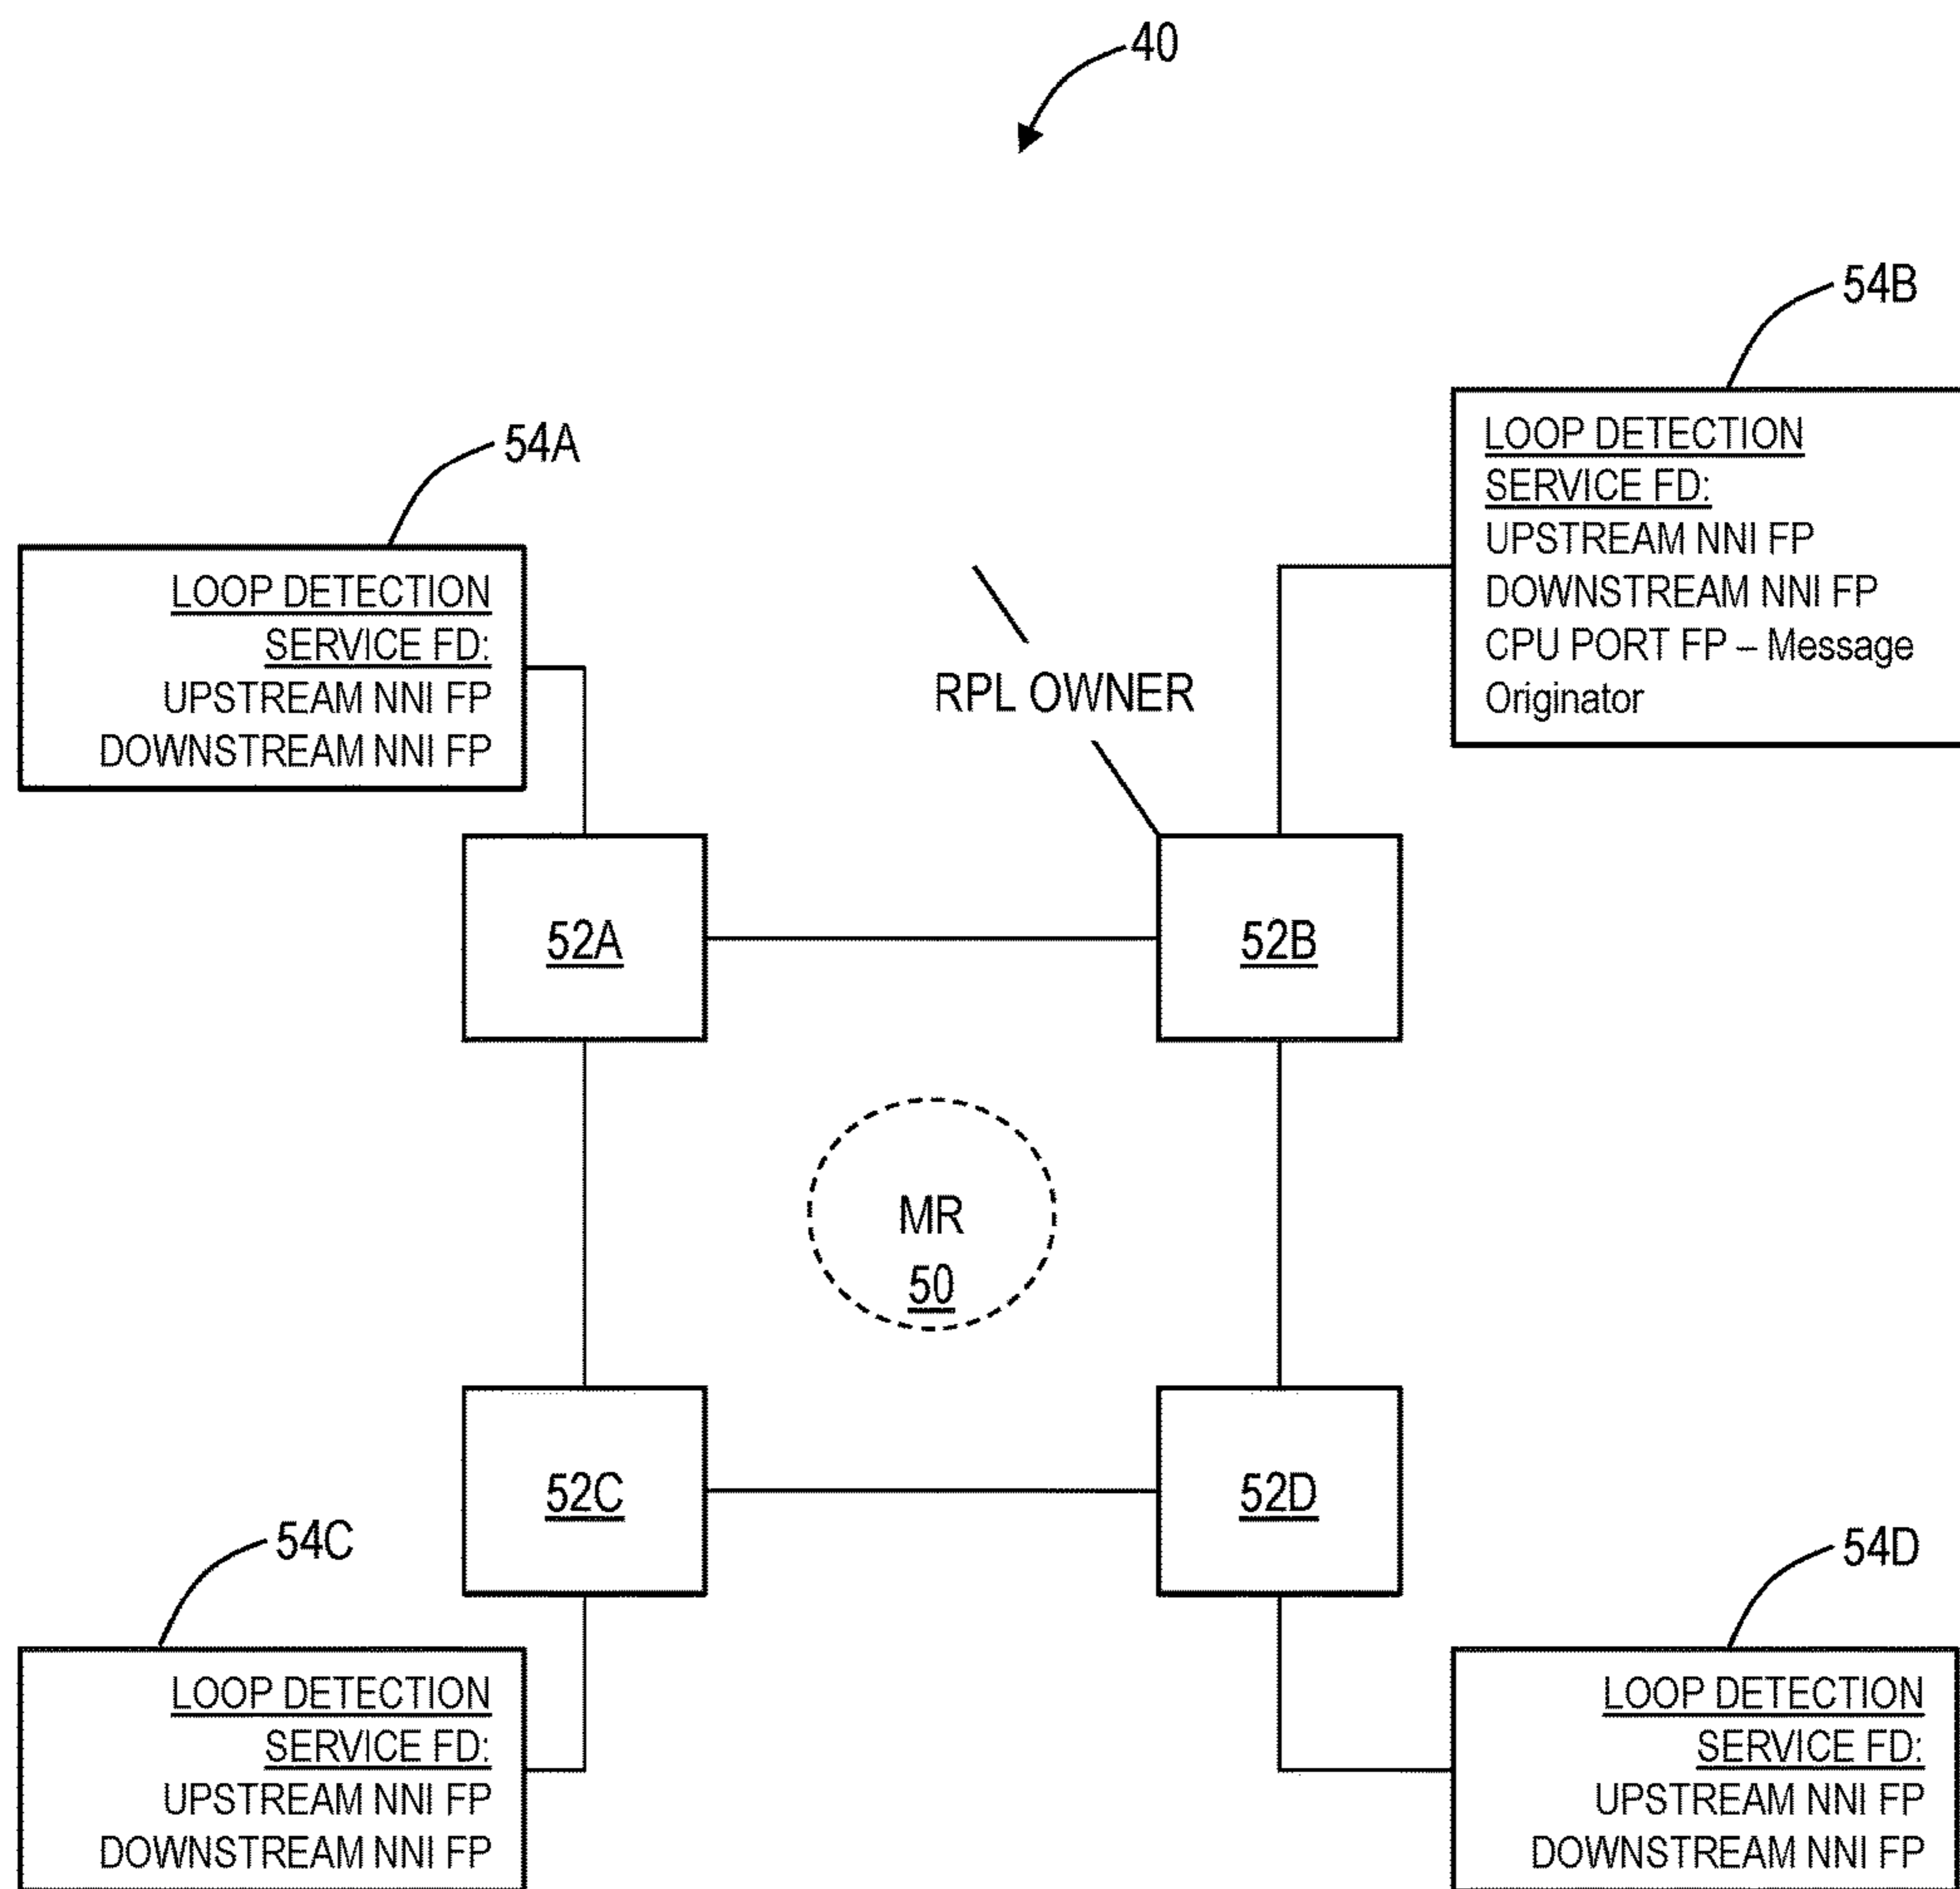 40
54B
LOOP DETECTION
SERVICE FD:
UPSTREAM NNI FP
DOWNSTREAM NNI FP
CPU PORT FP – Message
Originator
54A
LOOP DETECTION
SERVICE FD:
UPSTREAM NNI FP
DOWNSTREAM NNI FP
RPL OWNER
52A
52B
MR
50
52C
52D
54C
LOOP DETECTION
SERVICE FD:
UPSTREAM NNI FP
DOWNSTREAM NNI FP
54D
LOOP DETECTION
SERVICE FD:
UPSTREAM NNI FP
DOWNSTREAM NNI FP